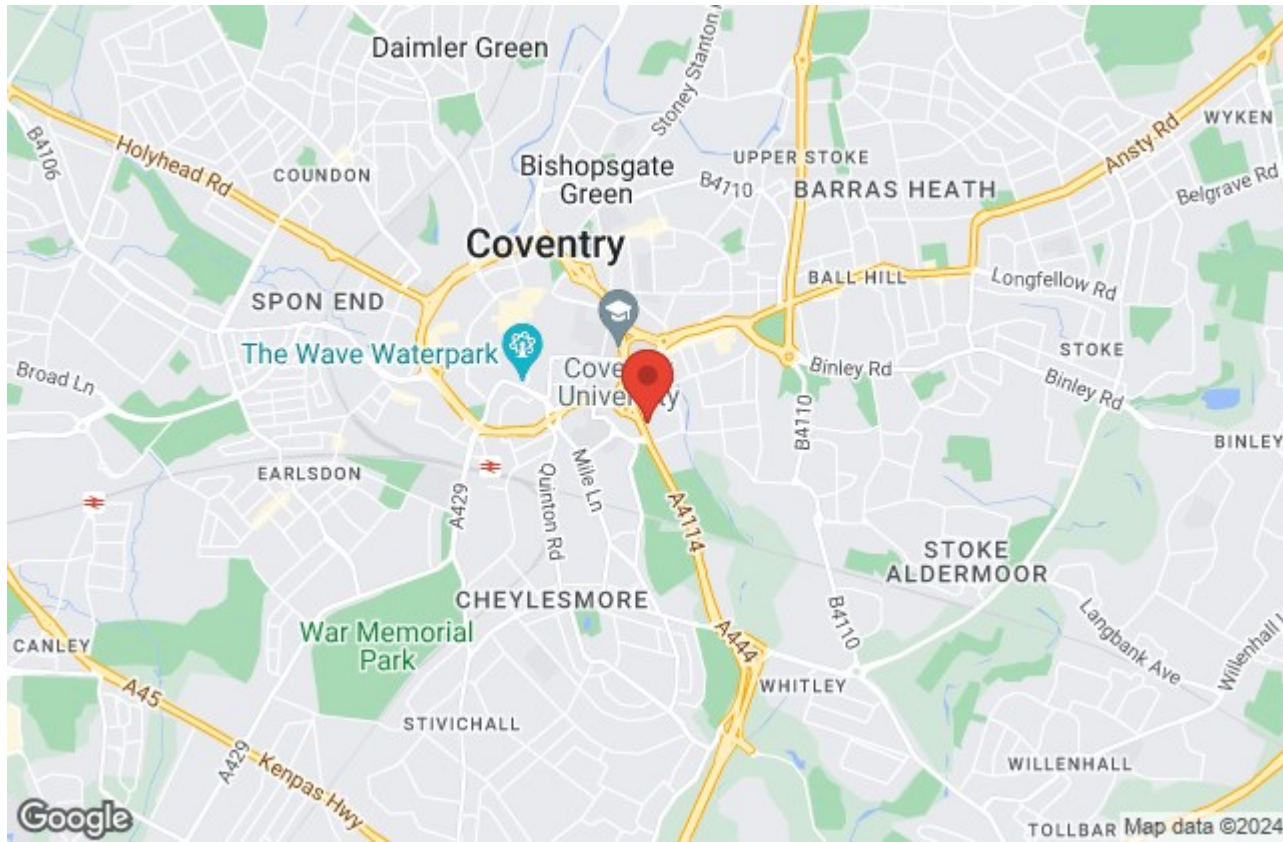 Daimler Green
Stoney Stanton
WYKEN
B4106
Holyhead Rd
COUNDON
Bishopsgate
Green
B4110
UPPER STOKE
BARRAS HEATH
Ansty Rd
Belgrave Rd
Coventry
SPON END
BALL HILL
Longfellow Rd
The Wave Waterpark
STOKE
Broad Ln
University
Binley Rd
Binley Rd
B4110
BINLEY
EARLSDON
A429
Quinton Rd
Mile Ln
A4114
STOKE
ALDERMOOR
CHEYLESMORE
B4110
Langbank Ave
War Memorial
Park
CANLEY
A444
WHITLEY
Willenhall
A45
STIVICHALL
A429
Kenpas Hwy
WILLENHALL
Google
TOLLBAR
Map data ©2024